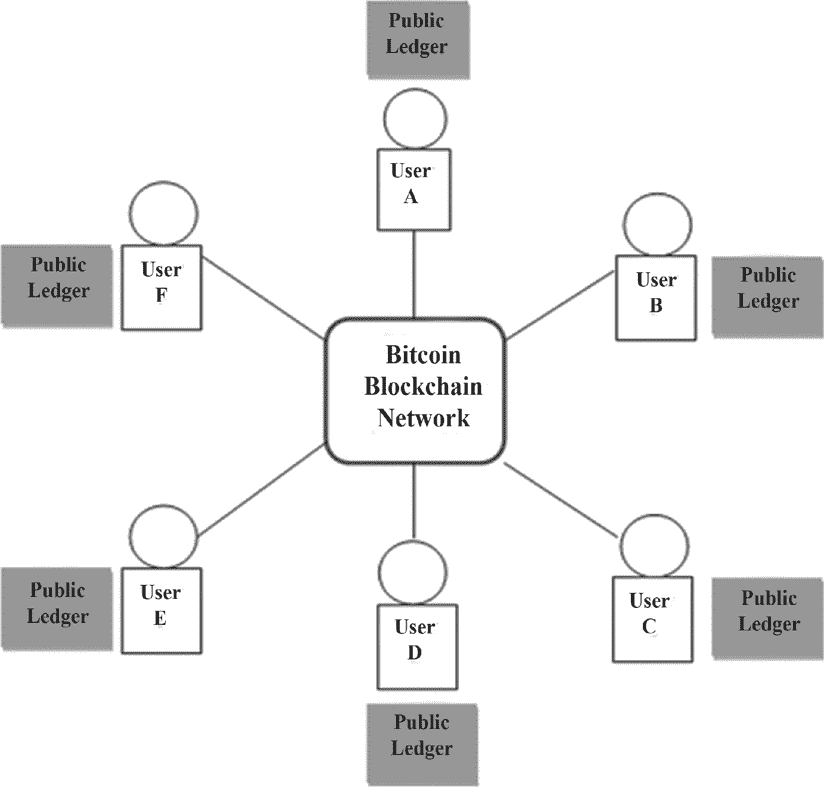 Public
Ledger
User
A
User
F
Public
Ledger
User
B
Public
Ledger
Bitcoin
Blockchain
Network
Public
Ledger
User
E
User
D
User
C
Public
Ledger
Public
Ledger